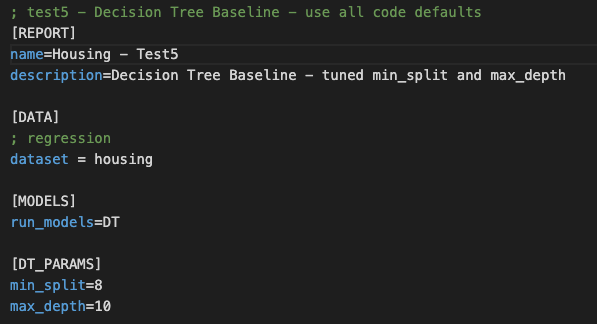 ; test5 - Decision Tree Baseline - use all code defaults
[REPORT]
name=Housing - Test5
description=Decision Tree Baseline - tuned min_split and max_depth
[DATA]
; regression
dataset = housing
[MODELS]
run_models=DT
[DT_PARAMS]
min_split=8
max_depth=10